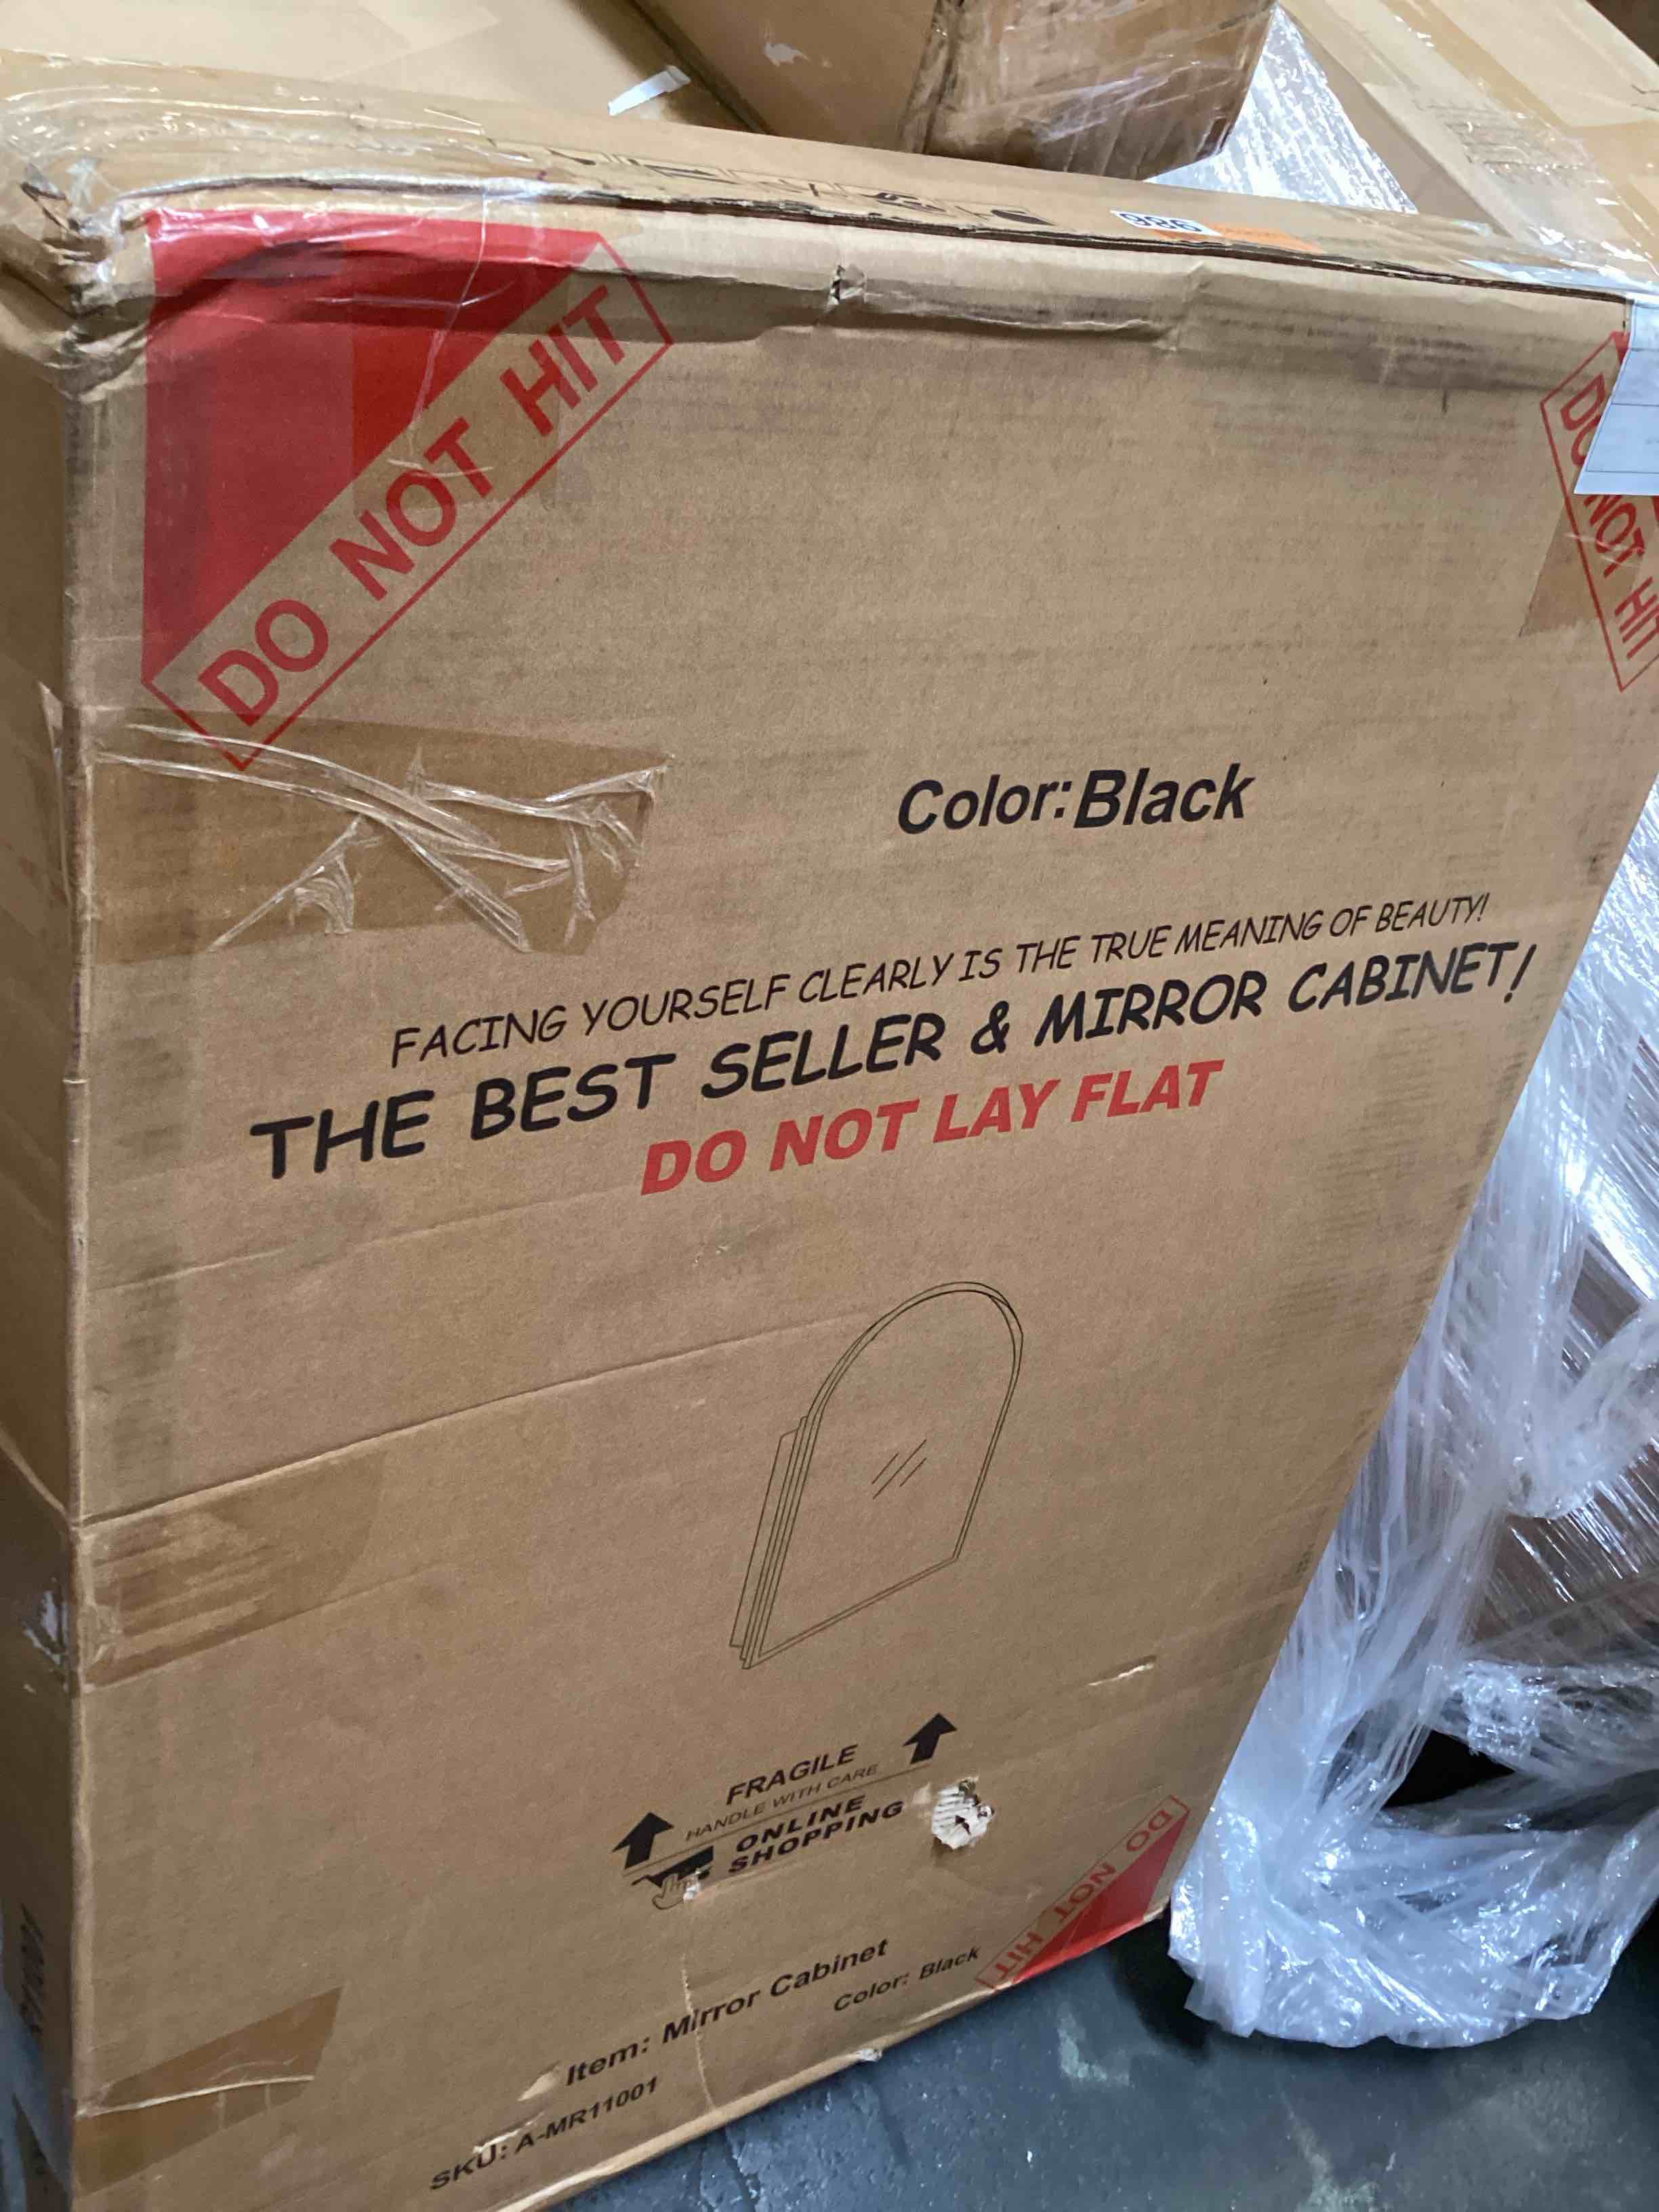 986
DO NOT HIT
DO NOT HIT
Color:Black
FACING YOURSELF CLEARLY IS THE TRUE MEANING OF BEAUTY!
THE BEST SELLER & MIRROR CABINET!
DO NOT LAY FLAT
FRAGILE
HANDLE WITH CARE
ONLINE
SHOPPING
DO NOT HIT
Item: Mirror Cabinet
Color: Black
SKU: A-MR11001